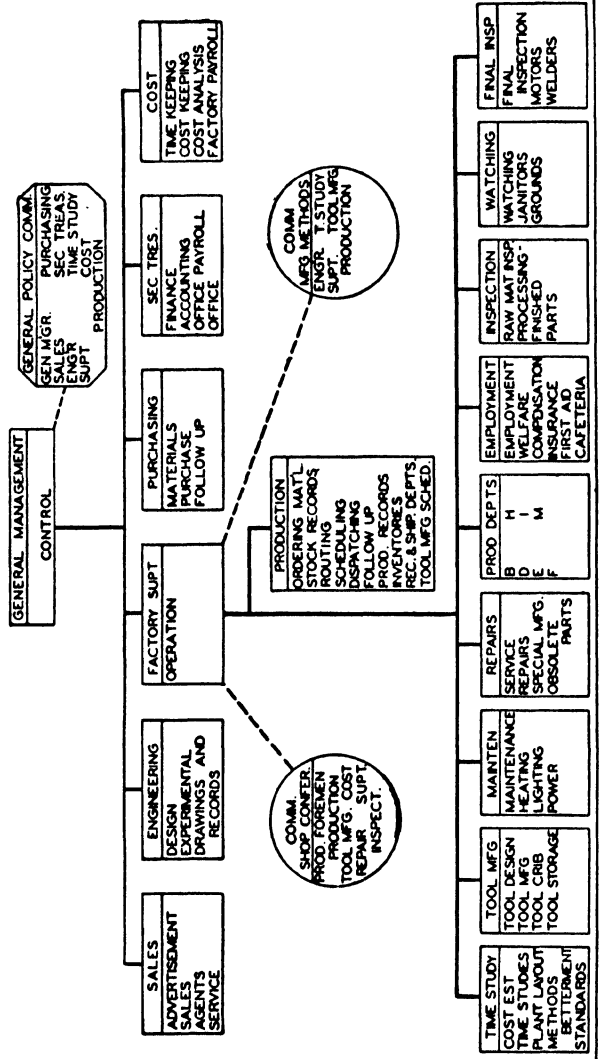 GENERAL MANAGEMENT
CONTROL
GENERAL POLICY COMM.
GEN M'GR. PURCHASING
SALES SEC TREAS.
ENG'R TIME STUDY
SUPT COST
PRODUCTION
SALES
ADVERTISEMENT
SALES
AGENTS
SERVICE
ENGINEERING
DESIGN
EXPERIMENTAL
DRAWINGS AND
RECORDS
FACTORY SUPT
OPERATION
PURCHASING
MATERIALS
PURCHASE
FOLLOW UP
SEC TRES.
FINANCE
ACCOUNTING
OFFICE PAYROLL
OFFICE
COST
TIME KEEPING
COST KEEPING
COST ANALYSIS
FACTORY PAYROLL
COMM.
SHOP CONFER.
PROD. FOREMEN
PRODUCTION
TOOL MFG. COST
REPAIR SUPT.
INSPECT.
PRODUCTION
ORDERING MAT'L.
STOCK RECORDS
ROUTING
SCHEDULING
DISPATCHING
FOLLOW UP
PROD. RECORDS
INVENTORIES
REC. & SHIP. DEPTS.
TOOL MFG SCHED.
COMM
MFG METHODS
ENGR. T. STUDY
SUPT. TOOL MFG.
PRODUCTION
TIME STUDY
COST EST
TIME STUDIES
PLANT LAYOUT
METHODS
BETTERMENT
STANDARDS
TOOL MFG
TOOL DESIGN
TOOL MFG
TOOL CRIB
TOOL STORAGE
MAINTEN
MAINTENANCE
HEATING
LIGHTING
POWER
REPAIRS
SERVICE
REPAIRS
SPECIAL MFG.
OBSOLETE
PARTS
PROD DEPTS
B H
D I
E M
F
EMPLOYMENT
EMPLOYMENT
WELFARE
COMPENSATION
INSURANCE
FIRST AID
CAFETERIA
INSPECTION
RAW MAT INSP
PROCESSING-
FINISHED
PARTS
WATCHING
WATCHING
JANITORS
GROUNDS
FINAL INSP
FINAL
INSPECTION
MOTORS
WELDERS